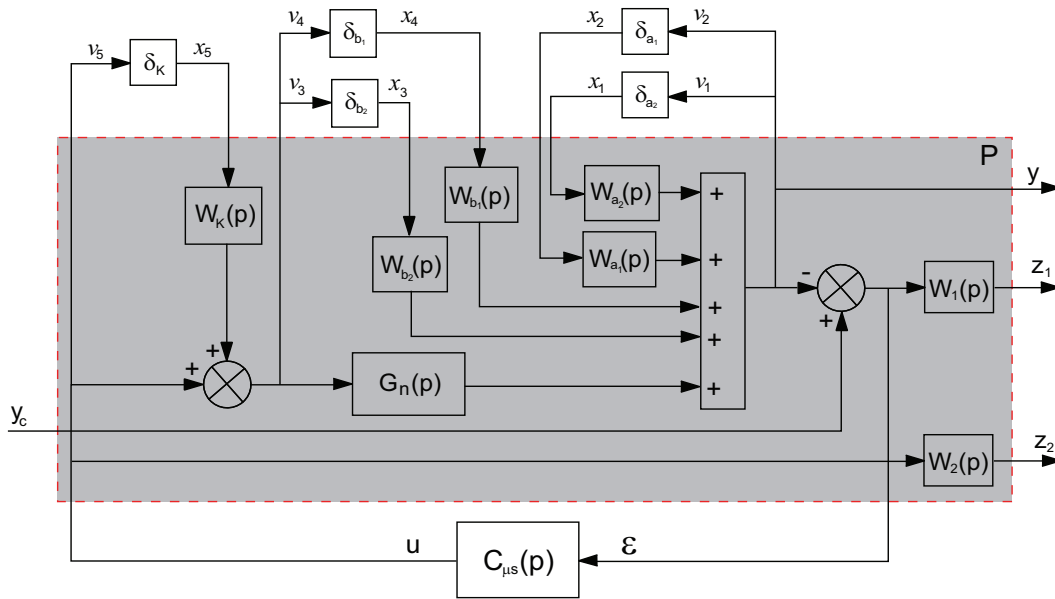 v₄ x₄ x₂ v₂
δb₁ δa₁
v₅ x₅
δK
v₃ x₃ x₁ v₁
δb₂ δa₂
P
y
Wb₁(p) Wa₂(p) +
WK(p)
Wb₂(p) Wa₁(p) +
z₁
- W₁(p)
+
+
+
+
+ Gn(p) +
yc
z₂
W₂(p)
u ε
Cμs(p)